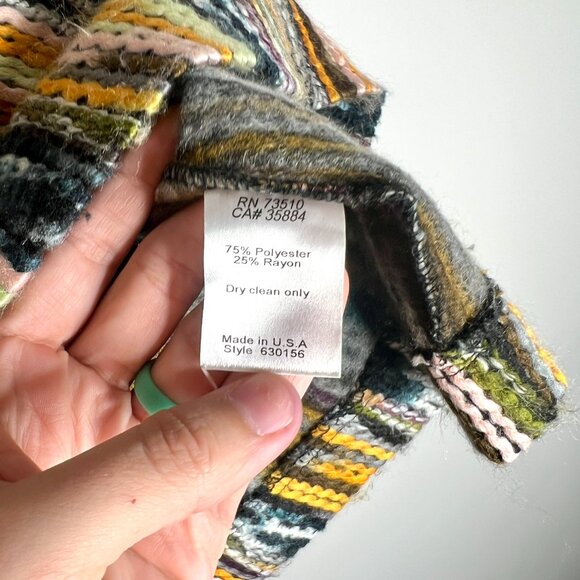 RN 73510
CA# 35884
75% Polyester
25% Rayon
Dry clean only
Made in U.S.A
Style 630156